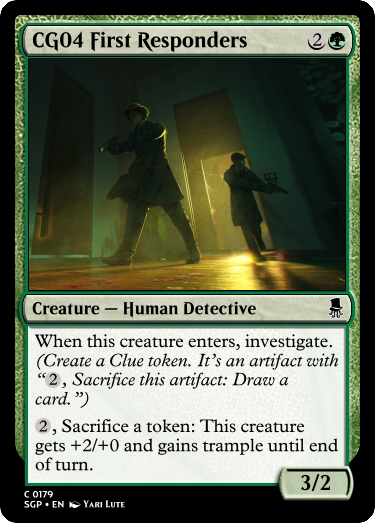 CG04 First Responders 2
Creature — Human Detective
When this creature enters, investigate.
(Create a Clue token. It's an artifact with
“2, Sacrifice this artifact: Draw a
card.”)
2, Sacrifice a token: This creature
gets +2/+0 and gains trample until end
of turn.
3/2
C 0179
SGP • EN Yari Lute